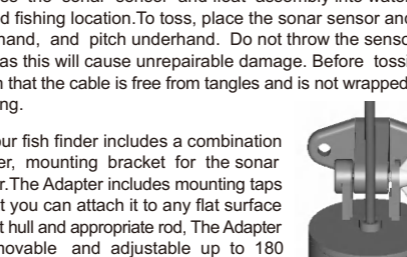 sonar sensor and float assembly into water
d fishing location.To toss, place the sonar sensor and
hand, and pitch underhand. Do not throw the senso
as this will cause unrepairable damage. Before tossi
that the cable is free from tangles and is not wrapped
ng.
ur fish finder includes a combination
er, mounting bracket for the sonar
r.The Adapter includes mounting taps
t you can attach it to any flat surface
t hull and appropriate rod, The Adapter
movable and adjustable up to 180